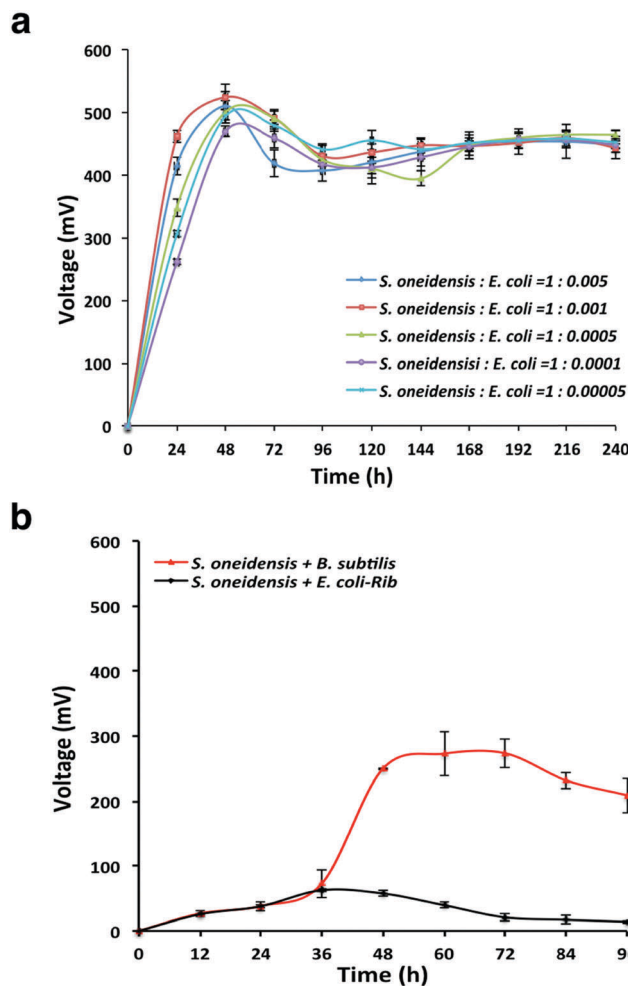 a
600
500
400
300
200
100
0
Voltage (mV)
S. oneidensis : E. coli =1 : 0.005
S. oneidensis : E. coli =1 : 0.001
S. oneidensis : E. coli =1 : 0.0005
S. oneidensisi : E. coli =1 : 0.0001
S. oneidensis : E. coli =1 : 0.00005
0 24 48 72 96 120 144 168 192 216 240
Time (h)
b
600
500
400
300
200
100
0
Voltage (mV)
S. oneidensis + B. subtilis
S. oneidensis + E. coli-Rib
0 12 24 36 48 60 72 84 96
Time (h)